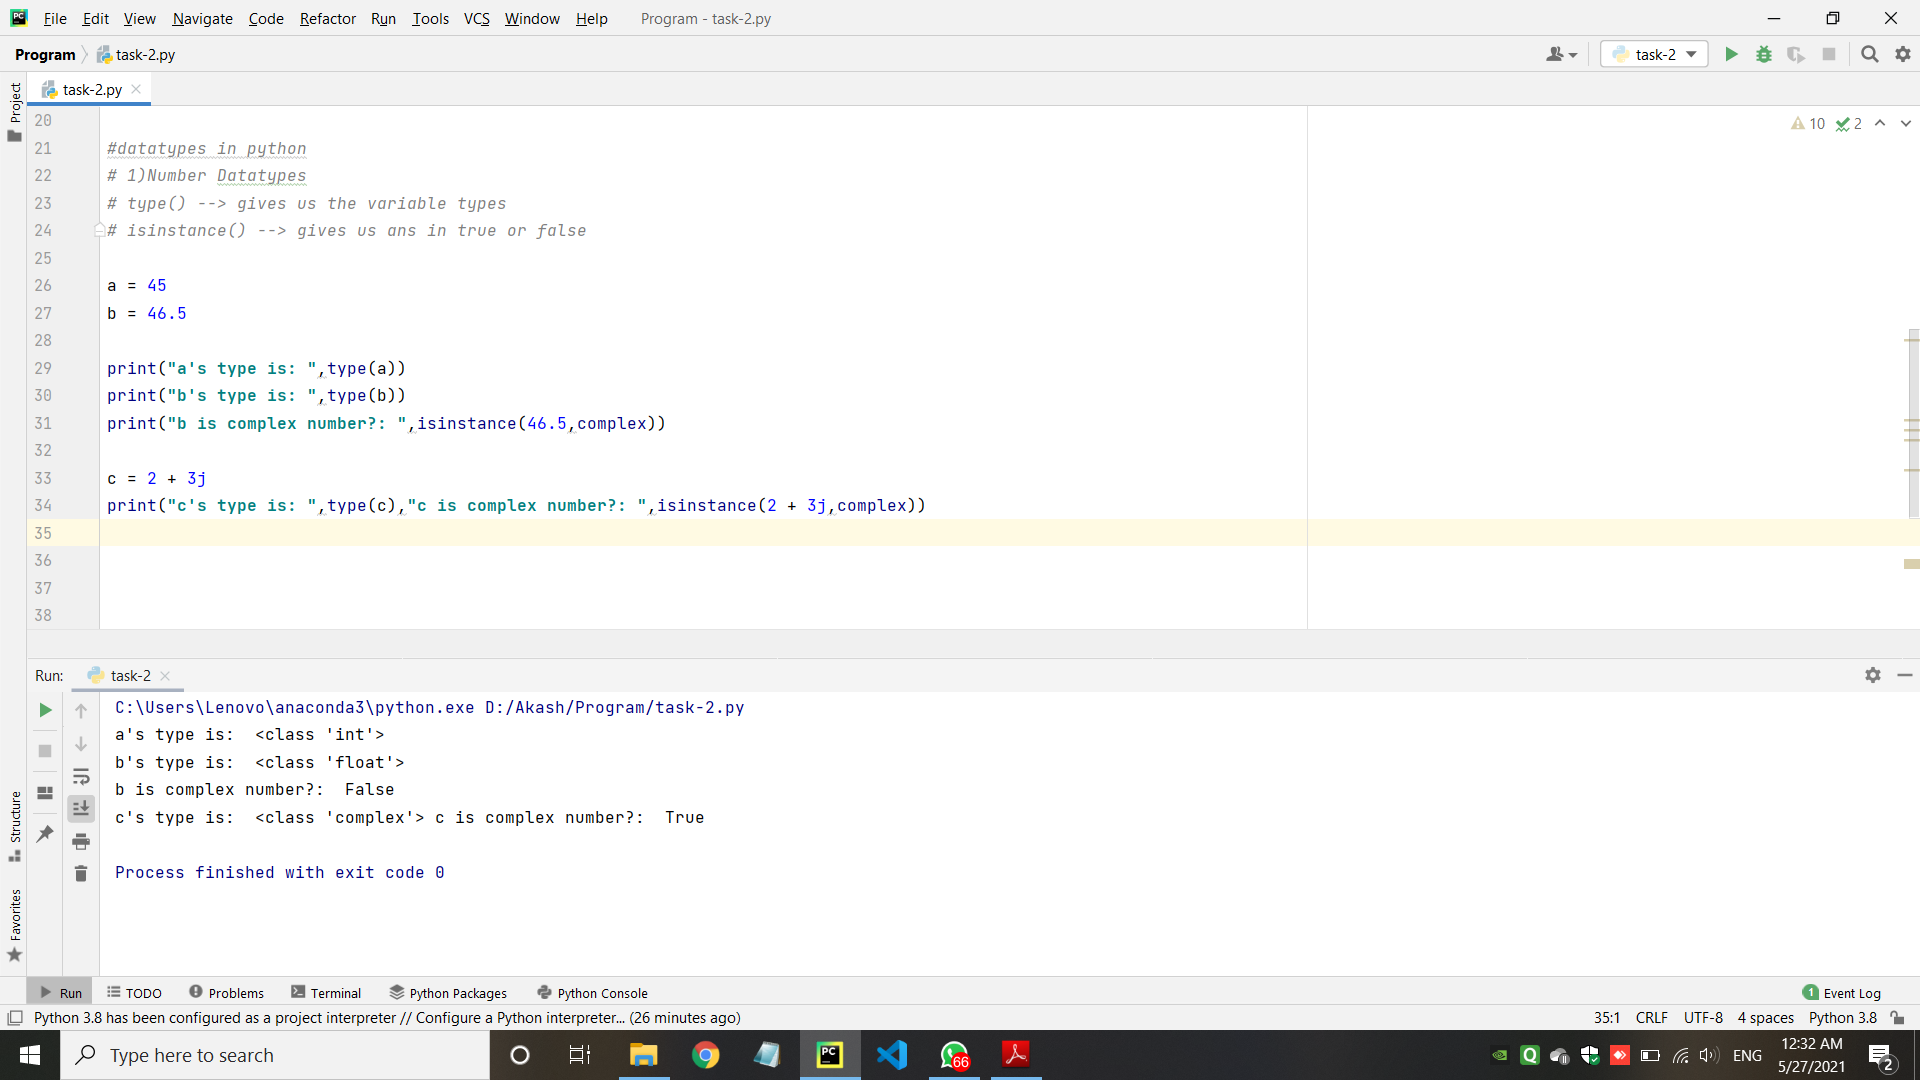 File Edit View Navigate Code Refactor Run Tools VCS Window Help Program - task-2.py
Program task-2.py
task-2
Project
task-2.py
10 2
20
21 #datatypes in python
22 # 1)Number Datatypes
23 # type() --> gives us the variable types
24 # isinstance() --> gives us ans in true or false
25
26 a = 45
27 b = 46.5
28
29 print("a's type is: ",type(a))
30 print("b's type is: ",type(b))
31 print("b is complex number?: ",isinstance(46.5,complex))
32
33 c = 2 + 3j
34 print("c's type is: ",type(c),"c is complex number?: ",isinstance(2 + 3j,complex))
35
36
37
38
Run: task-2
C:\Users\Lenovo\anaconda3\python.exe D:/Akash/Program/task-2.py
a's type is:  <class 'int'>
b's type is:  <class 'float'>
b is complex number?:  False
c's type is:  <class 'complex'> c is complex number?:  True
Process finished with exit code 0
Structure
Favorites
Run TODO Problems Terminal Python Packages Python Console 1 Event Log
Python 3.8 has been configured as a project interpreter // Configure a Python interpreter... (26 minutes ago) 35:1 CRLF UTF-8 4 spaces Python 3.8
Type here to search PC 66 ENG 12:32 AM
5/27/2021 2